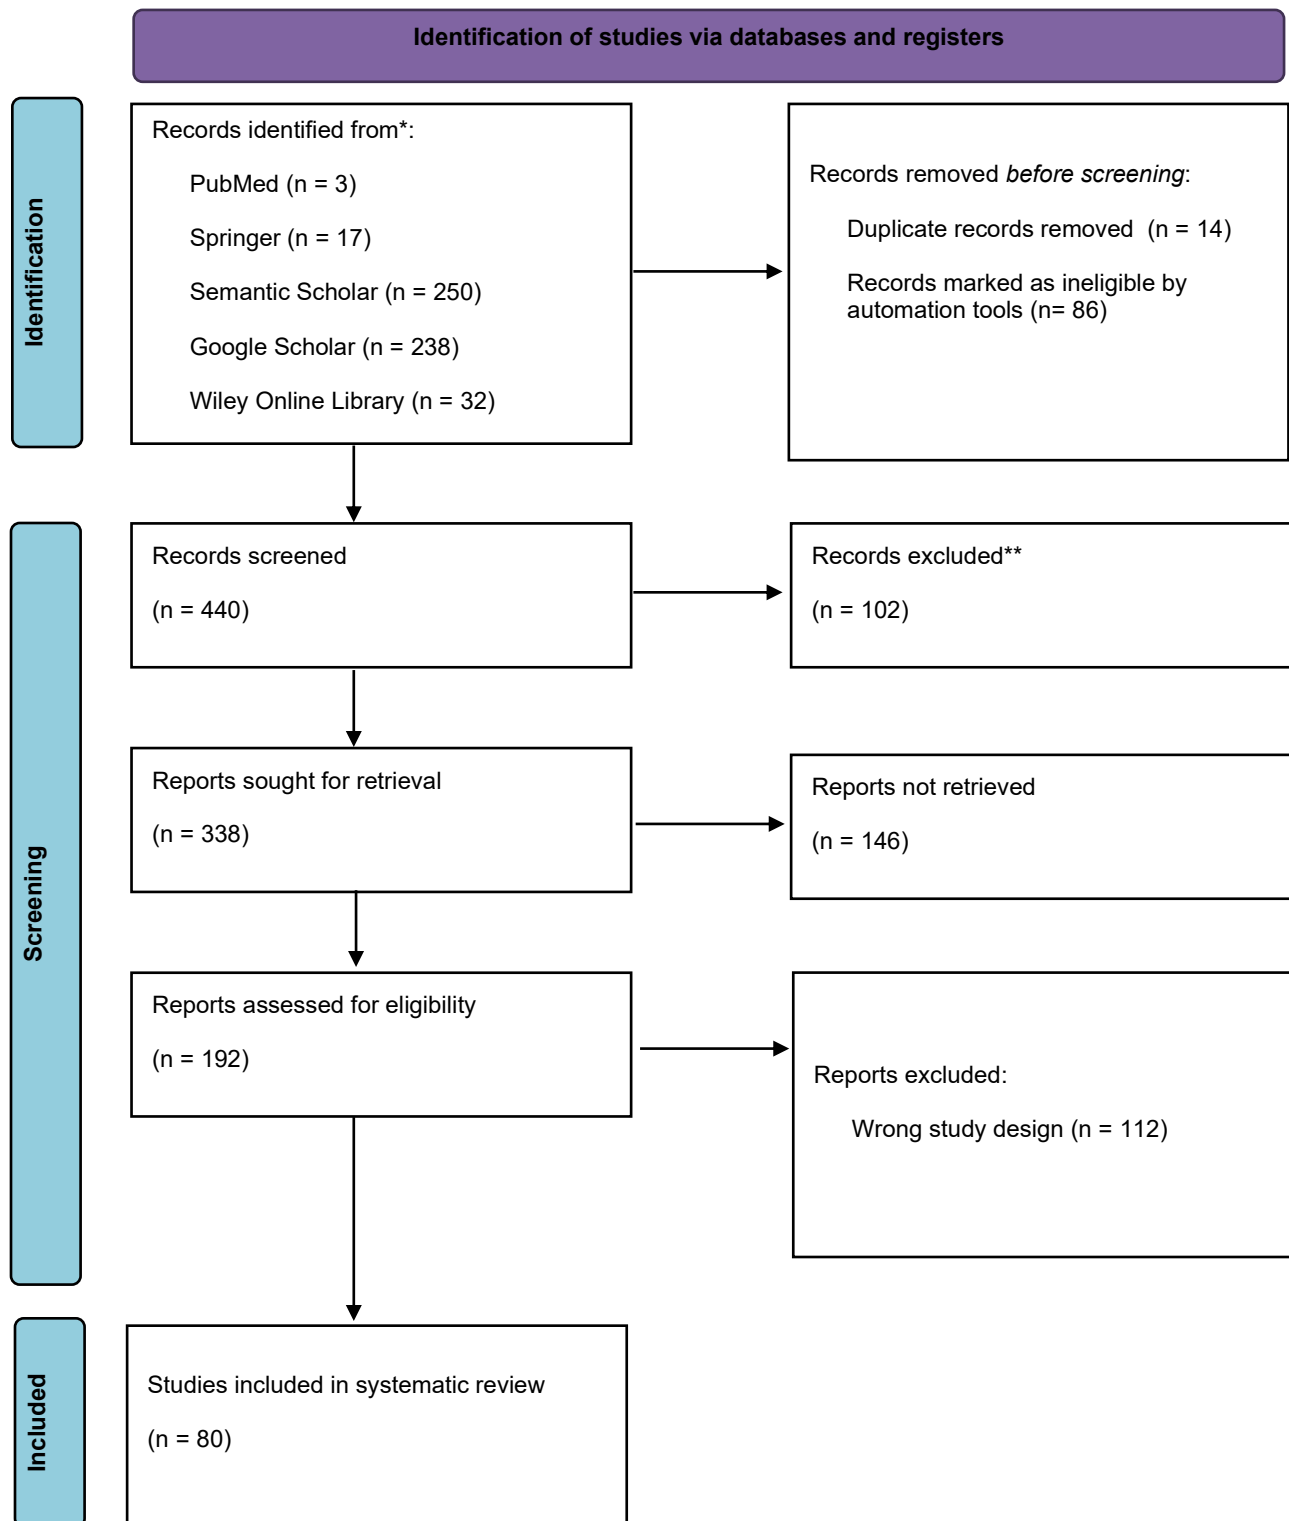 Identification of studies via databases and registers
Identification
Records identified from*:
PubMed (n = 3)
Springer (n = 17)
Semantic Scholar (n = 250)
Google Scholar (n = 238)
Wiley Online Library (n = 32)
Records removed before screening:
Duplicate records removed  (n = 14)
Records marked as ineligible by
automation tools (n= 86)
Screening
Records screened
(n = 440)
Records excluded**
(n = 102)
Reports sought for retrieval
(n = 338)
Reports not retrieved
(n = 146)
Reports assessed for eligibility
(n = 192)
Reports excluded:
Wrong study design (n = 112)
Included
Studies included in systematic review
(n = 80)